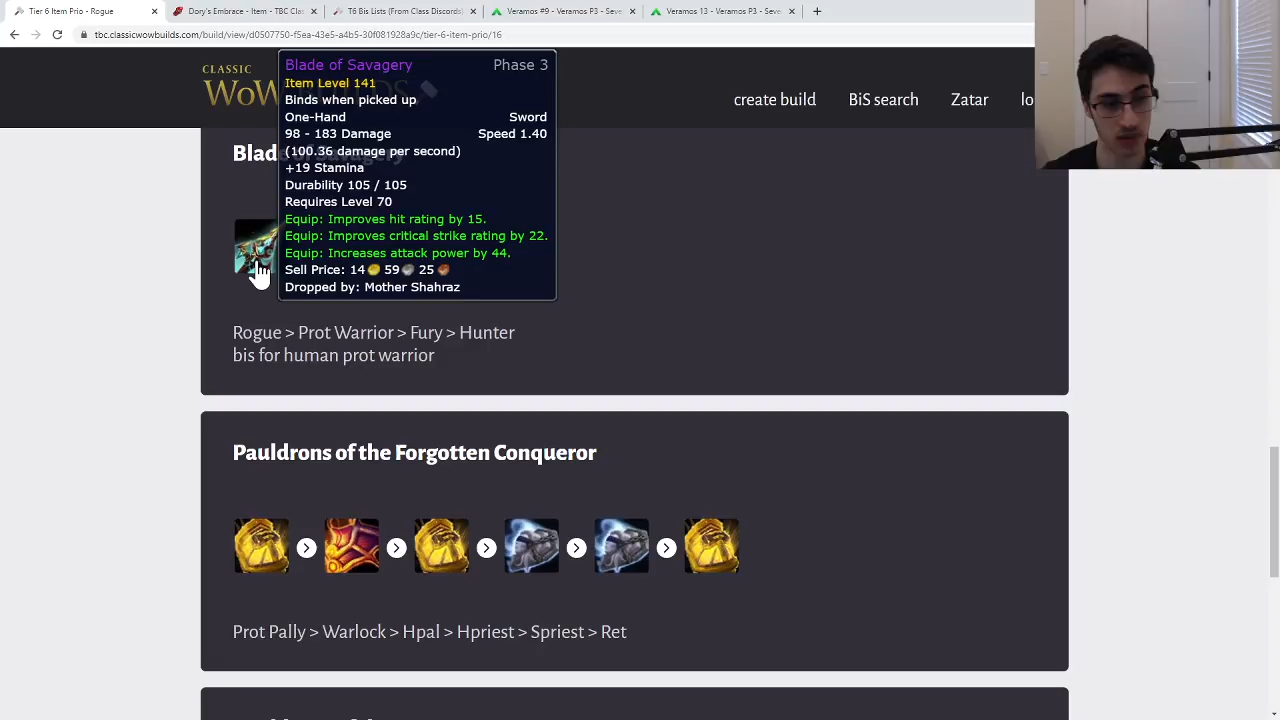 Tier 6 Item Prio - Rogue
Dory's Embrace - Item - TBC Clas
T6 Bis Lists (From Class Discords)
Veramos #9 - Veramos P3 - Seve
Veramos 13 - Veramos P3 - Seve
tbc.classicwowbuilds.com/build/view/d0507750-f5ea-43e5-a4b5-30f081928a9c/tier-6-item-prio/16
CLASSIC
create build
BiS search
Zatar
lo
Blade of Savagery
Phase 3
Item Level 141
Binds when picked up
One-Hand
Sword
98 - 183 Damage
Speed 1.40
(100.36 damage per second)
+19 Stamina
Durability 105 / 105
Requires Level 70
Equip: Improves hit rating by 15.
Equip: Improves critical strike rating by 22.
Equip: Increases attack power by 44.
Sell Price: 14 59 25
Dropped by: Mother Shahraz
Rogue > Prot Warrior > Fury > Hunter
bis for human prot warrior
Pauldrons of the Forgotten Conqueror
Prot Pally > Warlock > Hpal > Hpriest > Spriest > Ret